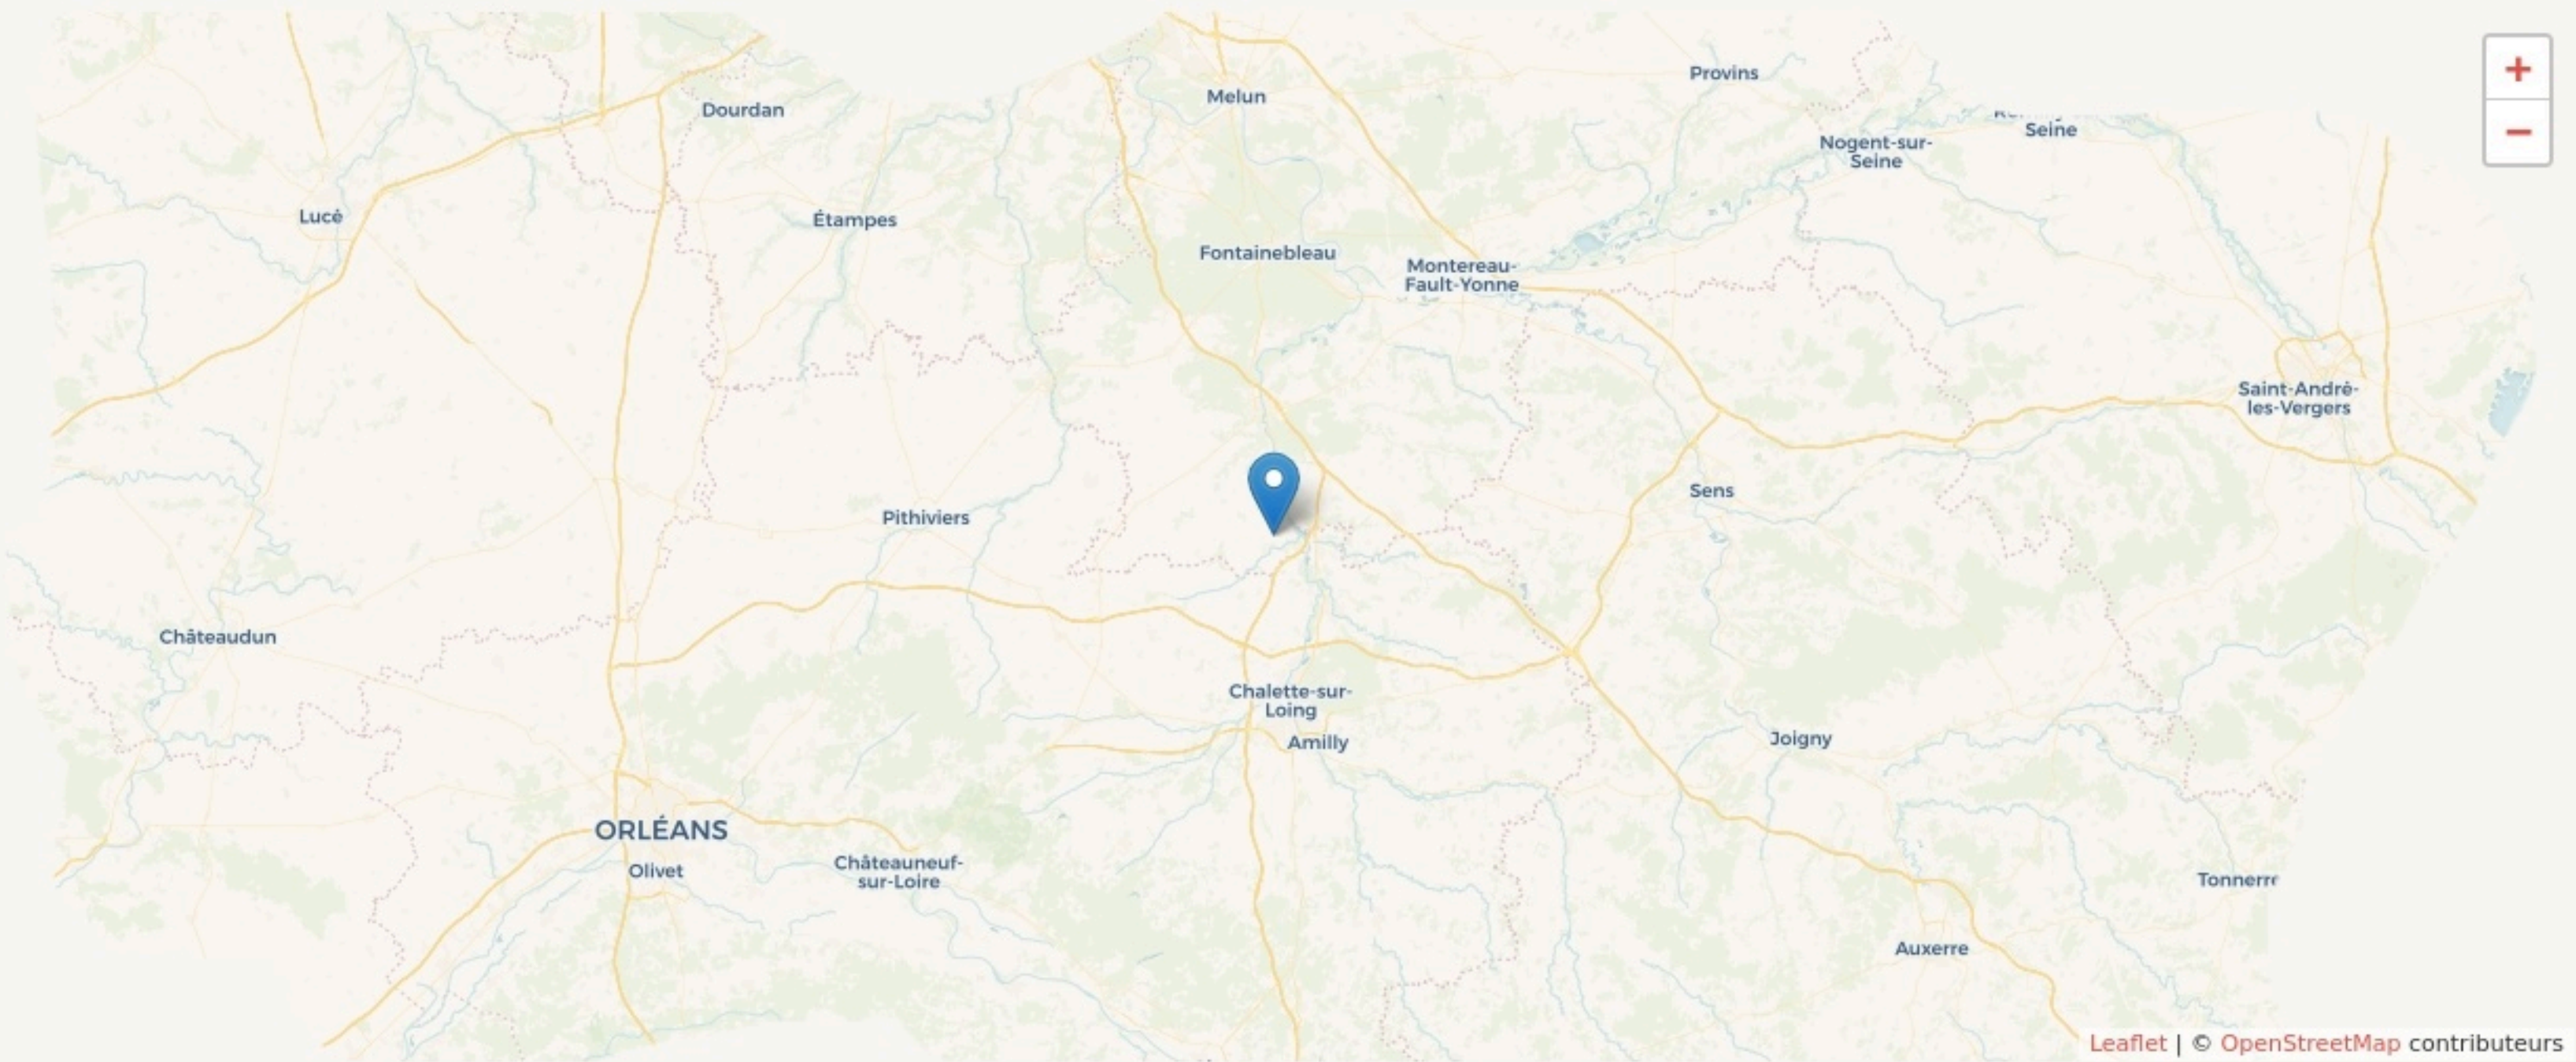 Provins
Melun
Dourdan
Seine
Nogent-sur-
Seine
Lucé
Étampes
Fontainebleau
Montereau-
Fault-Yonne
Saint-André-
les-Vergers
Sens
Pithiviers
Châteaudun
Chalette-sur-
Loing
Amilly
Joigny
ORLÉANS
Olivet
Châteauneuf-
sur-Loire
Tonnerr
Auxerre
+
−
Leaflet | © OpenStreetMap contributeurs